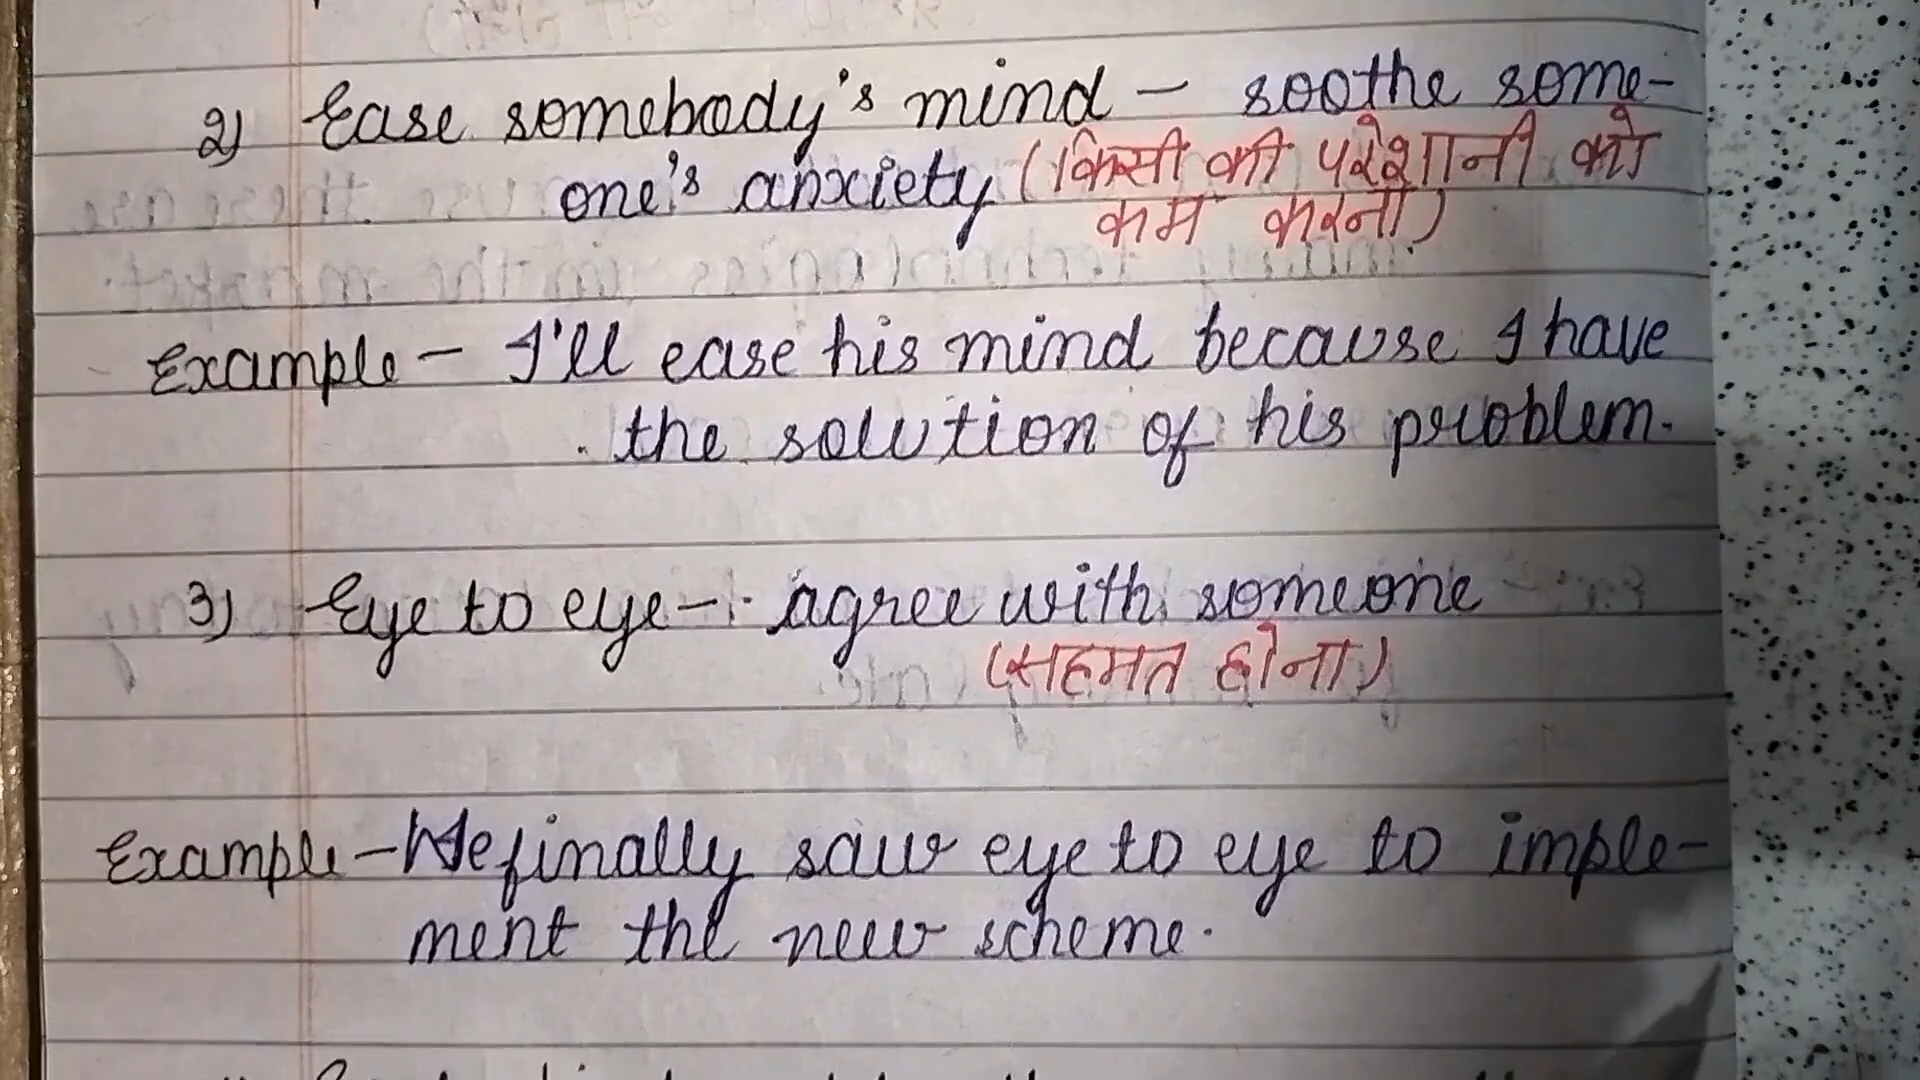 2) Ease somebody's mind – soothe some-
one's anxiety (किसी की परेशानी को
कम करना)
Example – I'll ease his mind because I have
the solution of his problem.
3) Eye to eye – agree with someone
(सहमत होना)
Example – We finally saw eye to eye to imple-
ment the new scheme.